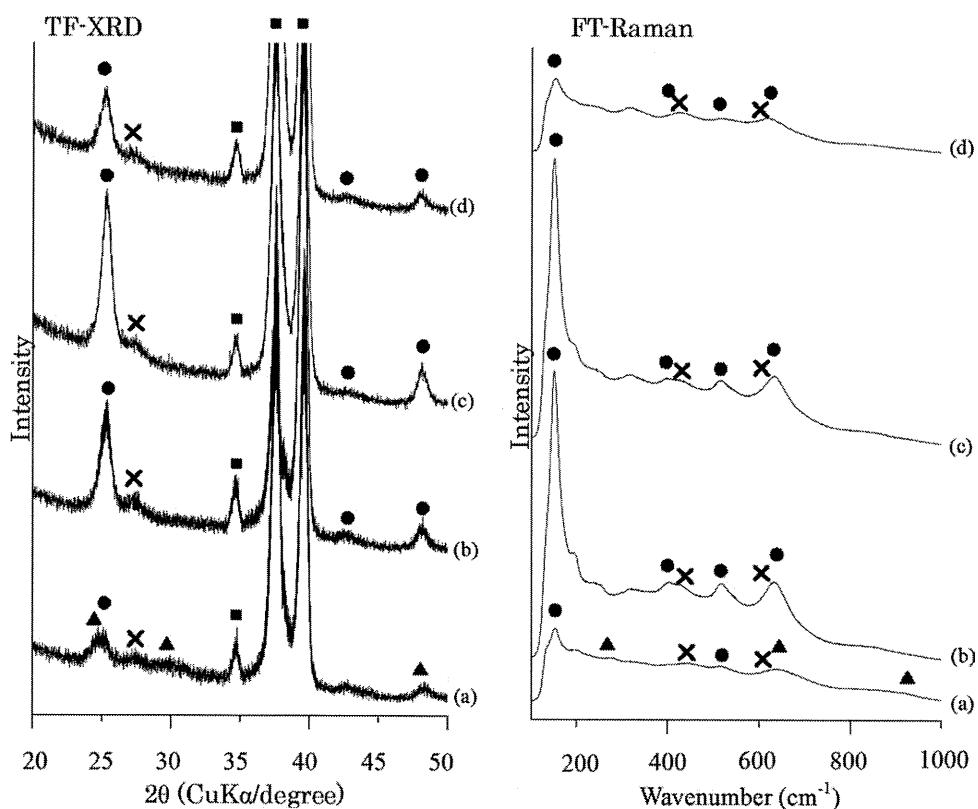 TF-XRD
Intensity
(d)
(c)
(b)
(a)
20 25 30 35 40 45 50
2θ (CuKα/degree)
FT-Raman
Intensity
(d)
(c)
(b)
(a)
200 400 600 800 1000
Wavenumber (cm⁻¹)